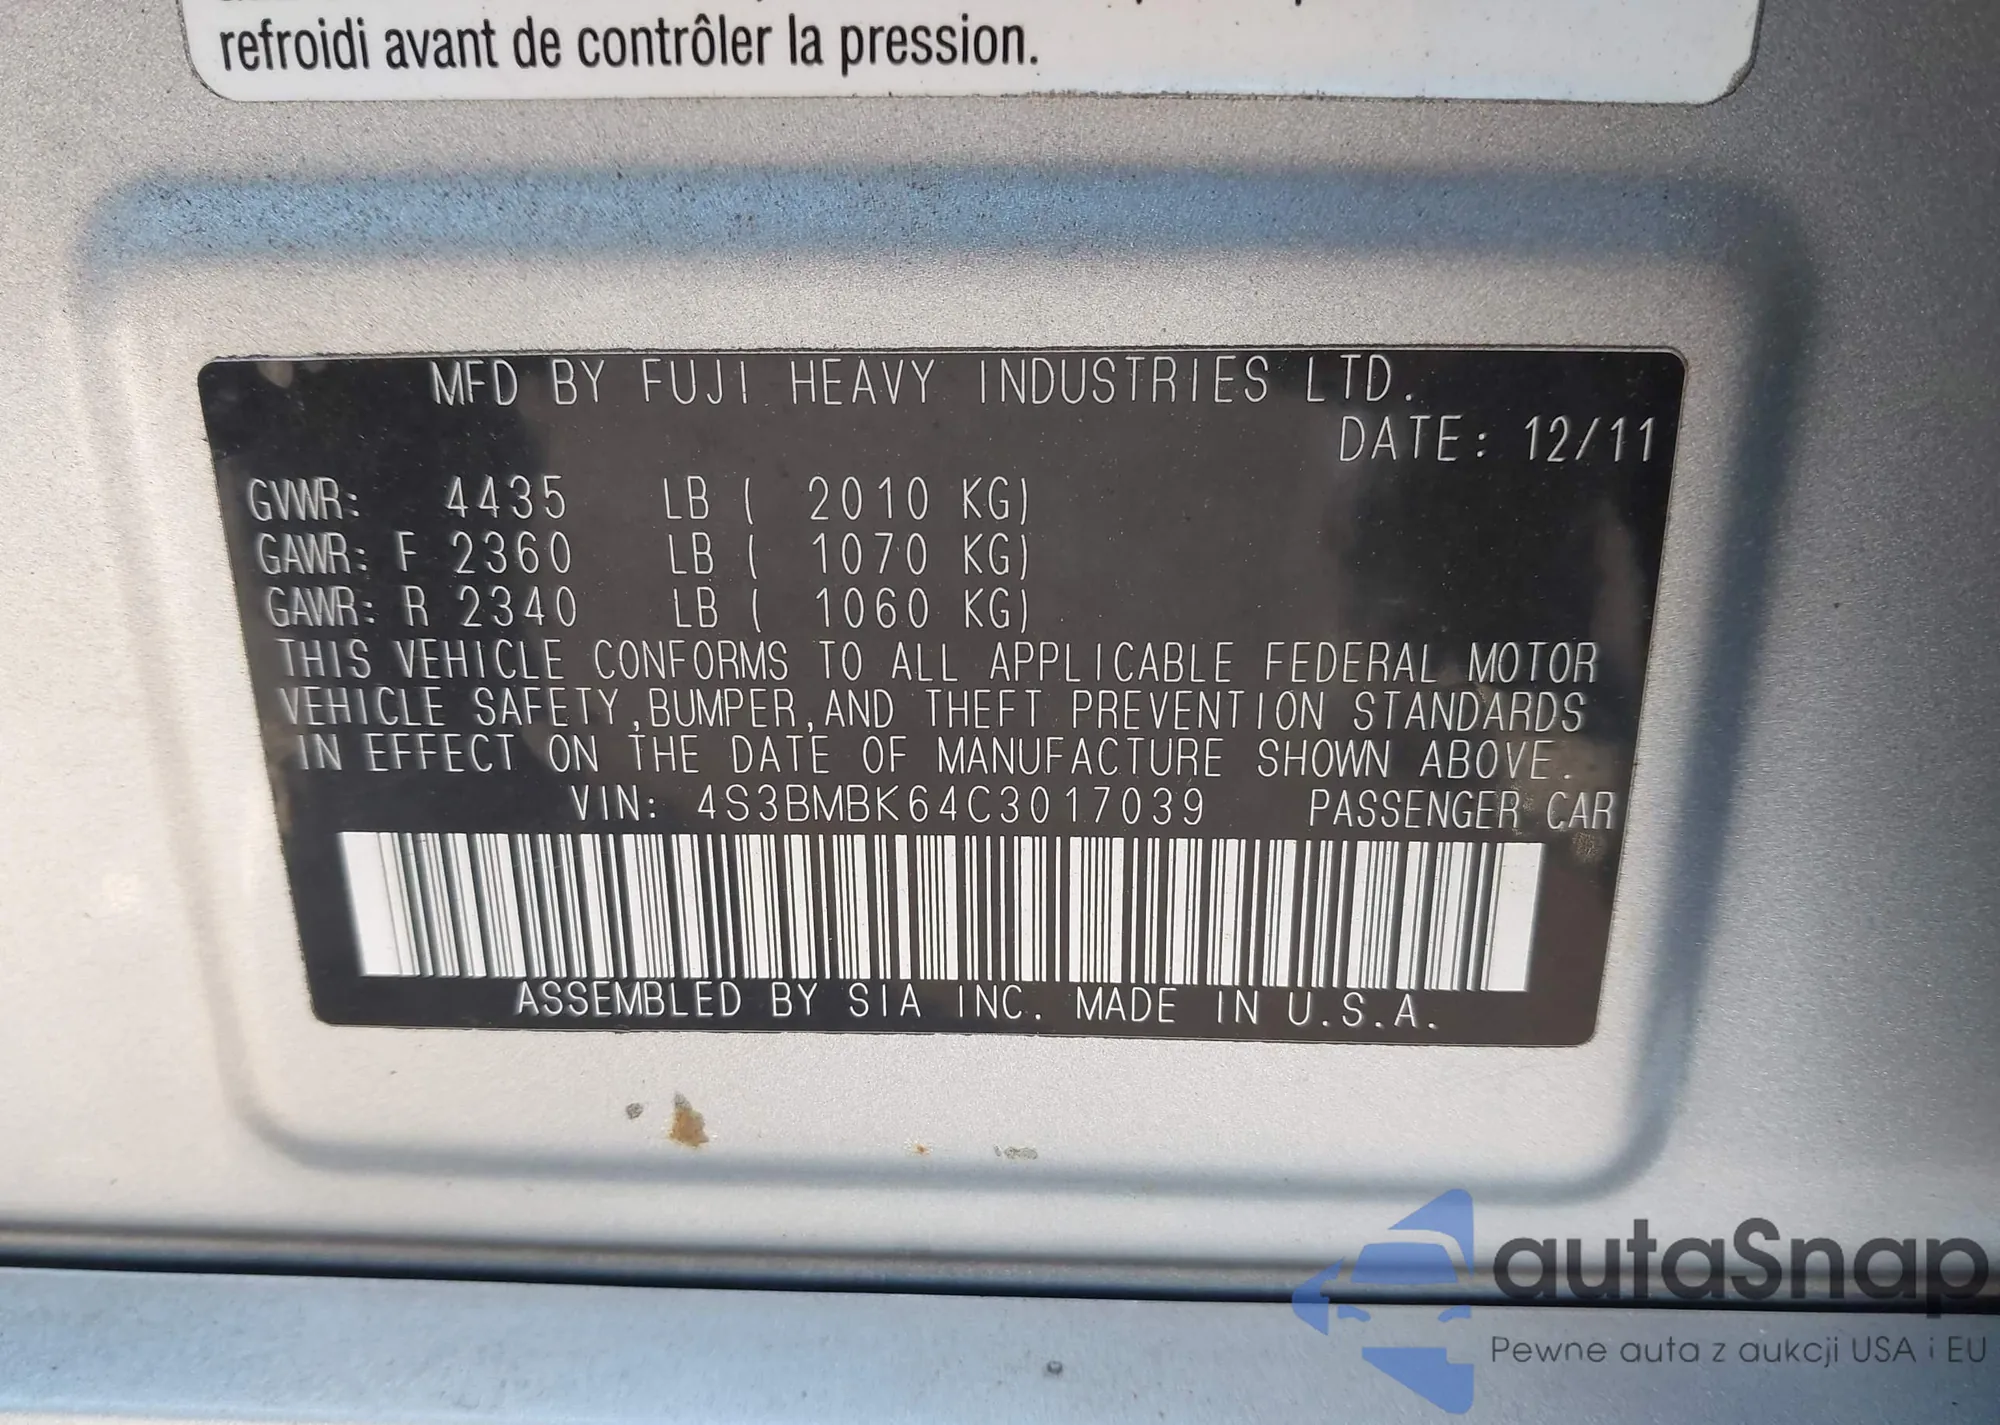 refroidi avant de contrôler la pression.
MFD BY FUJI HEAVY INDUSTRIES LTD.
DATE: 12/11
GVWR: 4435 LB ( 2010 KG)
GAWR: F 2360 LB ( 1070 KG)
GAWR: R 2340 LB ( 1060 KG)
THIS VEHICLE CONFORMS TO ALL APPLICABLE FEDERAL MOTOR
VEHICLE SAFETY,BUMPER,AND THEFT PREVENTION STANDARDS
IN EFFECT ON THE DATE OF MANUFACTURE SHOWN ABOVE.
VIN: 4S3BMBK64C3017039 PASSENGER CAR
ASSEMBLED BY SIA INC. MADE IN U.S.A.
autaSnap
Pewne auta z aukcji USA i EU